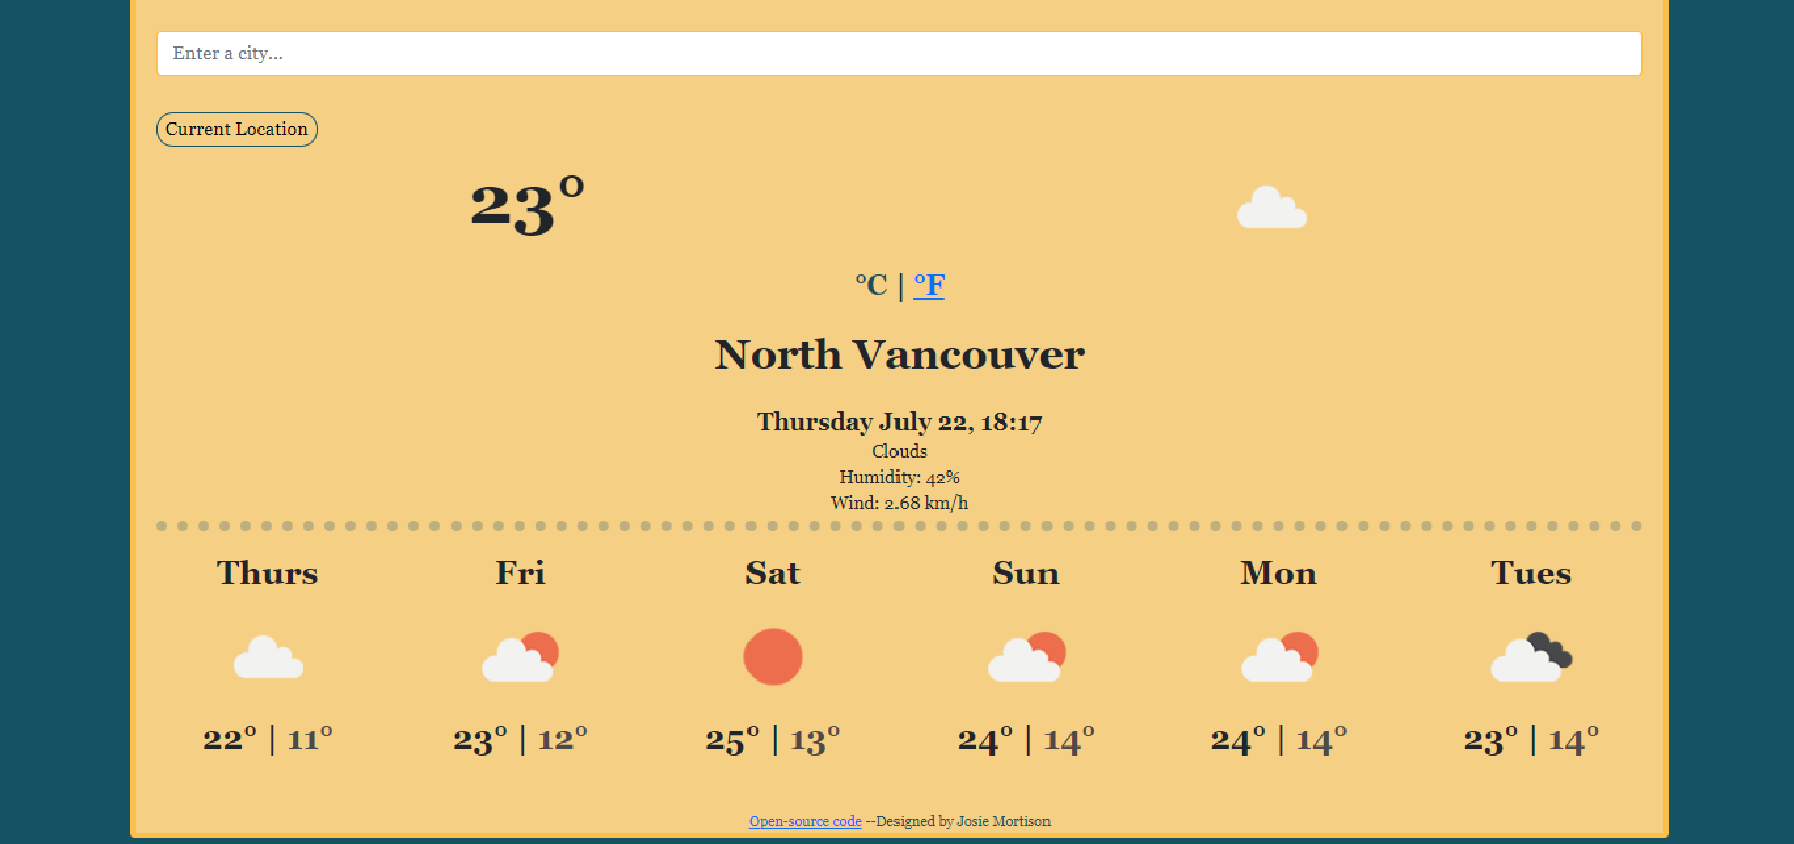 Enter a city...
Current Location
23°
°C | °F
North Vancouver
Thursday July 22, 18:17
Clouds
Humidity: 42%
Wind: 2.68 km/h
Thurs Fri Sat Sun Mon Tues
22° | 11° 23° | 12° 25° | 13° 24° | 14° 24° | 14° 23° | 14°
Open-source code --Designed by Josie Mortison